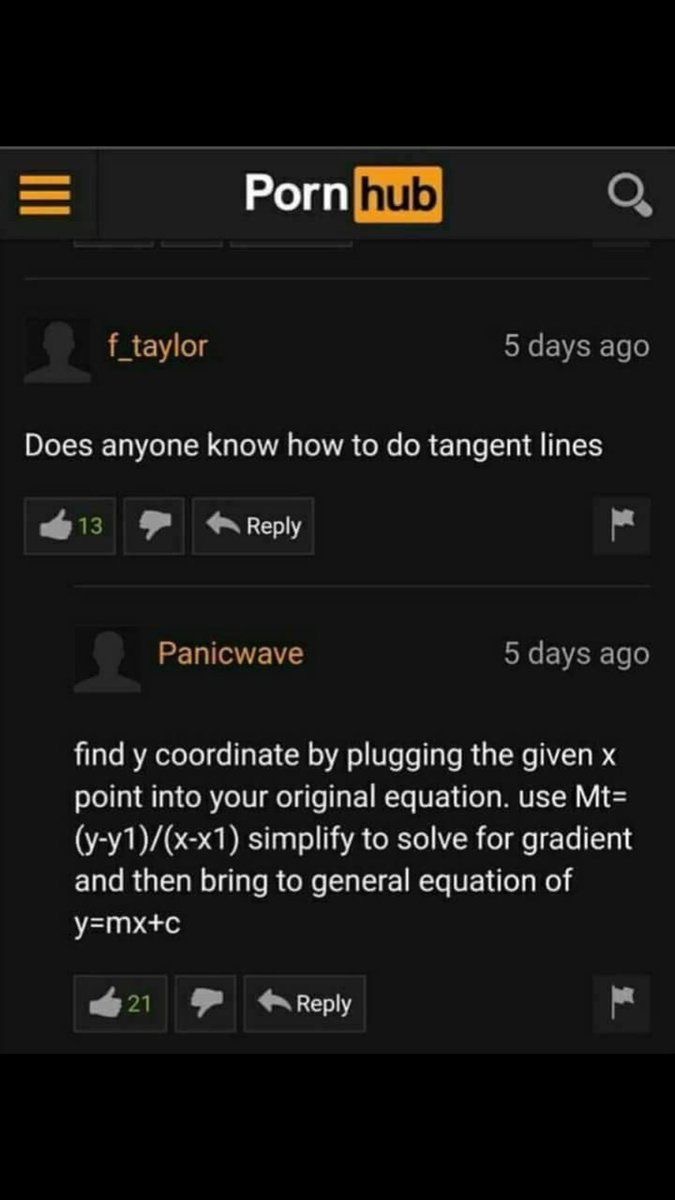 Porn hub
f_taylor 5 days ago
Does anyone know how to do tangent lines
13 Reply
Panicwave 5 days ago
find y coordinate by plugging the given x
point into your original equation. use Mt=
(y-y1)/(x-x1) simplify to solve for gradient
and then bring to general equation of
y=mx+c
21 Reply